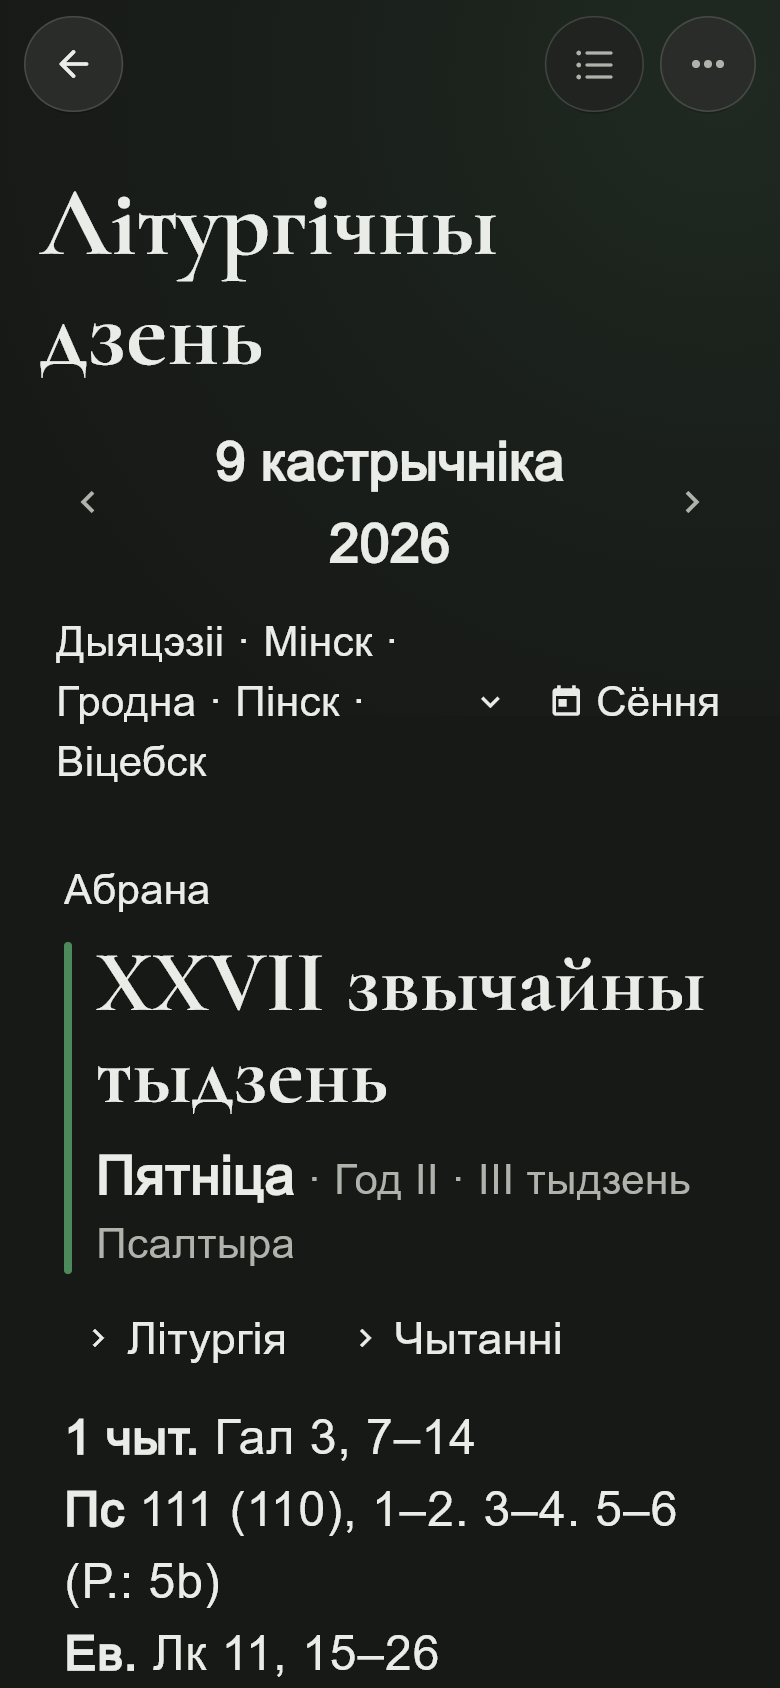 Літургічны
дзень
9 кастрычніка
2026
Дыяцэзіі · Мінск ·
Гродна · Пінск ·
Віцебск
Сёння
Абрана
XXVII звычайны
тыдзень
Пятніца · Год II · III тыдзень
Псалтыра
Літургія
Чытанні
1 чыт. Гал 3, 7–14
Пс 111 (110), 1–2. 3–4. 5–6
(Р.: 5b)
Ев. Лк 11, 15–26